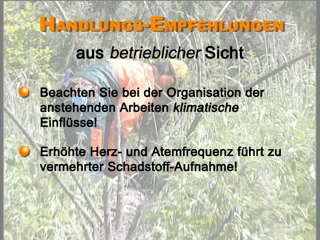 HANDLUNGS-EMPFEHLUNGEN
aus betrieblicher Sicht
Beachten Sie bei der Organisation der
anstehenden Arbeiten klimatische
Einflüsse!
Erhöhte Herz- und Atemfrequenz führt zu
vermehrter Schadstoff-Aufnahme!